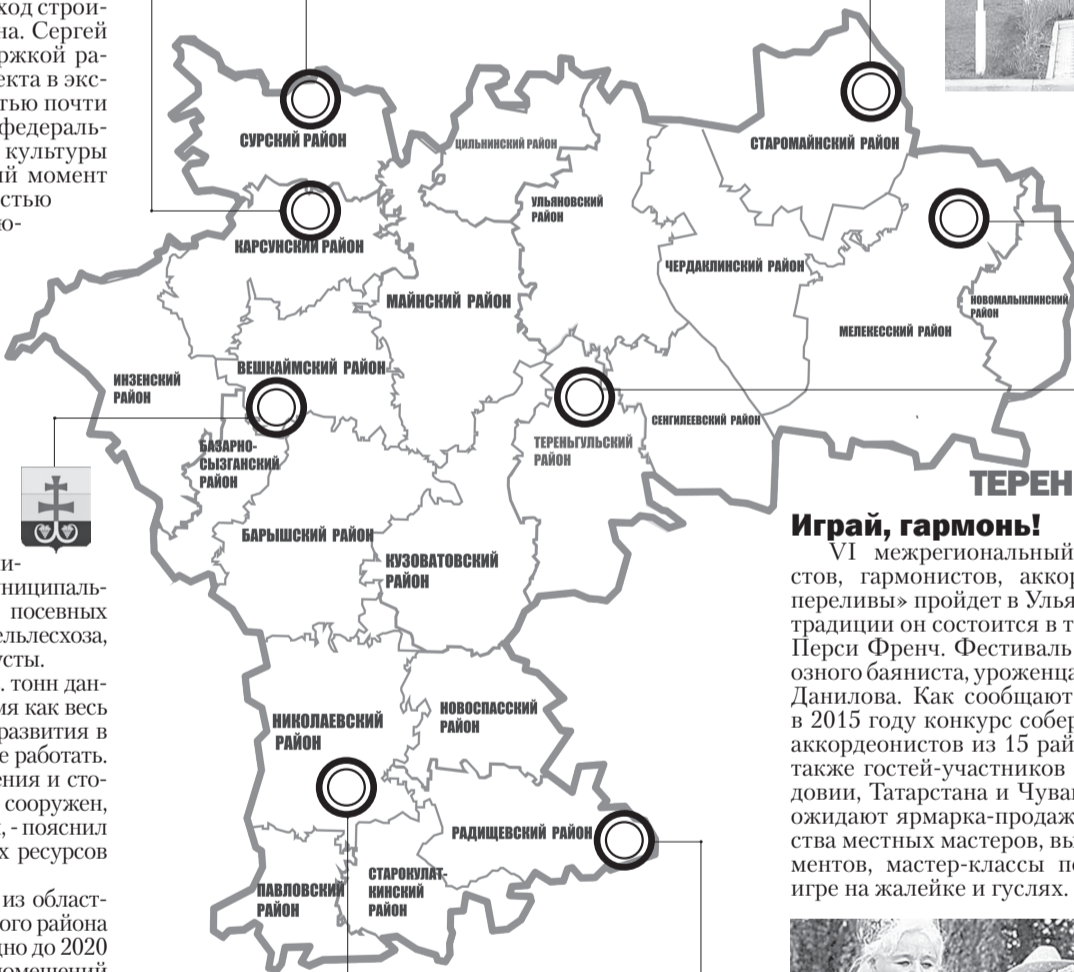 ход строи-
на. Сергей
ржкой ра-
екта в экс-
тью почти
федераль-
культуры
ий момент
стью
ю-
СУРСКИЙ РАЙОН
ЦИЛЬНИНСКИЙ РАЙОН
СТАРОМАЙНСКИЙ РАЙОН
УЛЬЯНОВСКИЙ
РАЙОН
КАРСУНСКИЙ РАЙОН
ЧЕРДАКЛИНСКИЙ РАЙОН
МАЙНСКИЙ РАЙОН
НОВОМАЛЫКЛИНСКИЙ
РАЙОН
МЕЛЕКЕССКИЙ РАЙОН
ВЕШКАЙМСКИЙ РАЙОН
ИНЗЕНСКИЙ
РАЙОН
СЕНГИЛЕЕВСКИЙ РАЙОН
ТЕРЕНЬГУЛЬСКИЙ
РАЙОН
БАЗАРНО-
СЫЗГАНСКИЙ
РАЙОН
БАРЫШСКИЙ РАЙОН
КУЗОВАТОВСКИЙ
РАЙОН
НИКОЛАЕВСКИЙ
РАЙОН
НОВОСПАССКИЙ
РАЙОН
РАДИЩЕВСКИЙ РАЙОН
ПАВЛОВСКИЙ
РАЙОН
СТАРОКУЛАТ-
КИНСКИЙ
РАЙОН
и-
униципаль-
посевных
ельлесхоза,
усты.
. тонн дан-
мя как весь
развития в
е работать.
ения и сто-
сооружен,
, - пояснил
х ресурсов
из област-
ого района
дно до 2020
помещений
ТЕРЕН
Играй, гармонь!
VI межрегиональный
стов, гармонистов, аккор
переливы» пройдет в Улья
традиции он состоится в т
Перси Френч. Фестиваль
озного баяниста, уроженца
Данилова. Как сообщают
в 2015 году конкурс собер
аккордеонистов из 15 рай
также гостей-участников
довии, Татарстана и Чува
ожидают ярмарка-продаж
ства местных мастеров, вы
ментов, мастер-классы по
игре на жалейке и гуслях.